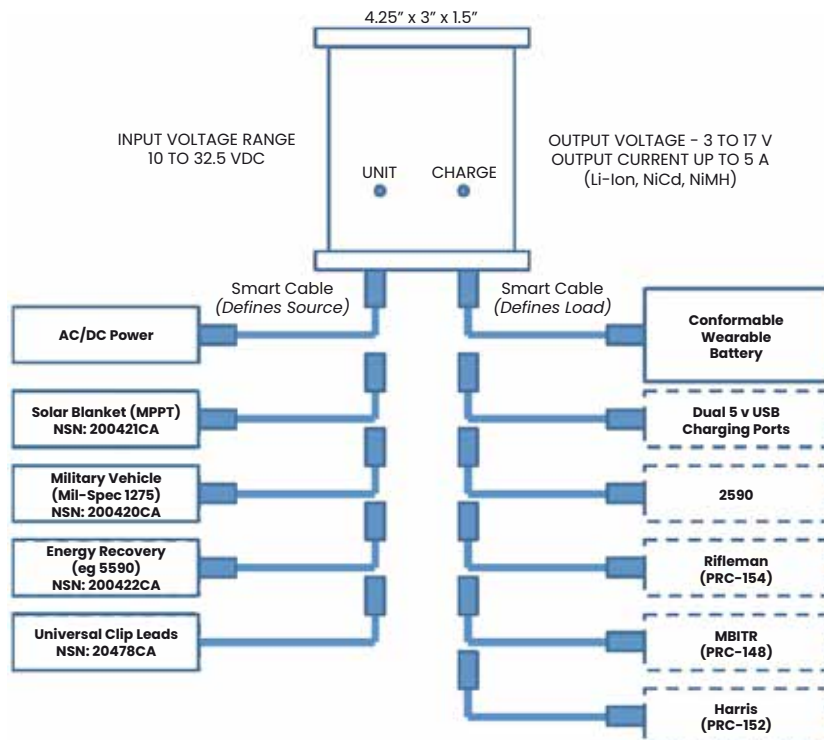 4.25” x 3” x 1.5”
INPUT VOLTAGE RANGE
10 TO 32.5 VDC
OUTPUT VOLTAGE - 3 TO 17 V
OUTPUT CURRENT UP TO 5 A
(Li-Ion, NiCd, NiMH)
UNIT
CHARGE
Smart Cable
(Defines Source)
Smart Cable
(Defines Load)
AC/DC Power
Solar Blanket (MPPT)
NSN: 200421CA
Military Vehicle
(Mil-Spec 1275)
NSN: 200420CA
Energy Recovery
(eg 5590)
NSN: 200422CA
Universal Clip Leads
NSN: 20478CA
Conformable
Wearable
Battery
Dual 5 v USB
Charging Ports
2590
Rifleman
(PRC-154)
MBITR
(PRC-148)
Harris
(PRC-152)